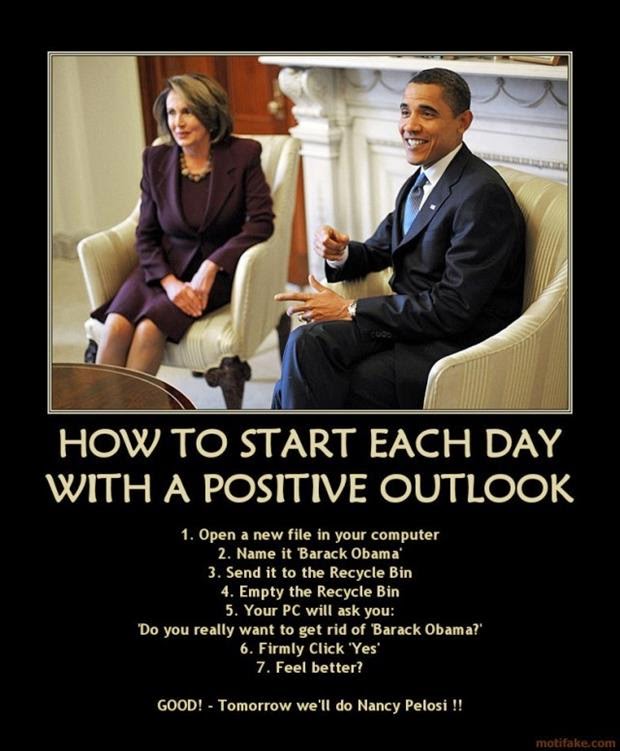 HOW TO START EACH DAY
WITH A POSITIVE OUTLOOK
1. Open a new file in your computer
2. Name it 'Barack Obama'
3. Send it to the Recycle Bin
4. Empty the Recycle Bin
5. Your PC will ask you:
'Do you really want to get rid of 'Barack Obama?'
6. Firmly Click 'Yes'
7. Feel better?
GOOD! - Tomorrow we'll do Nancy Pelosi !!
motifake.com